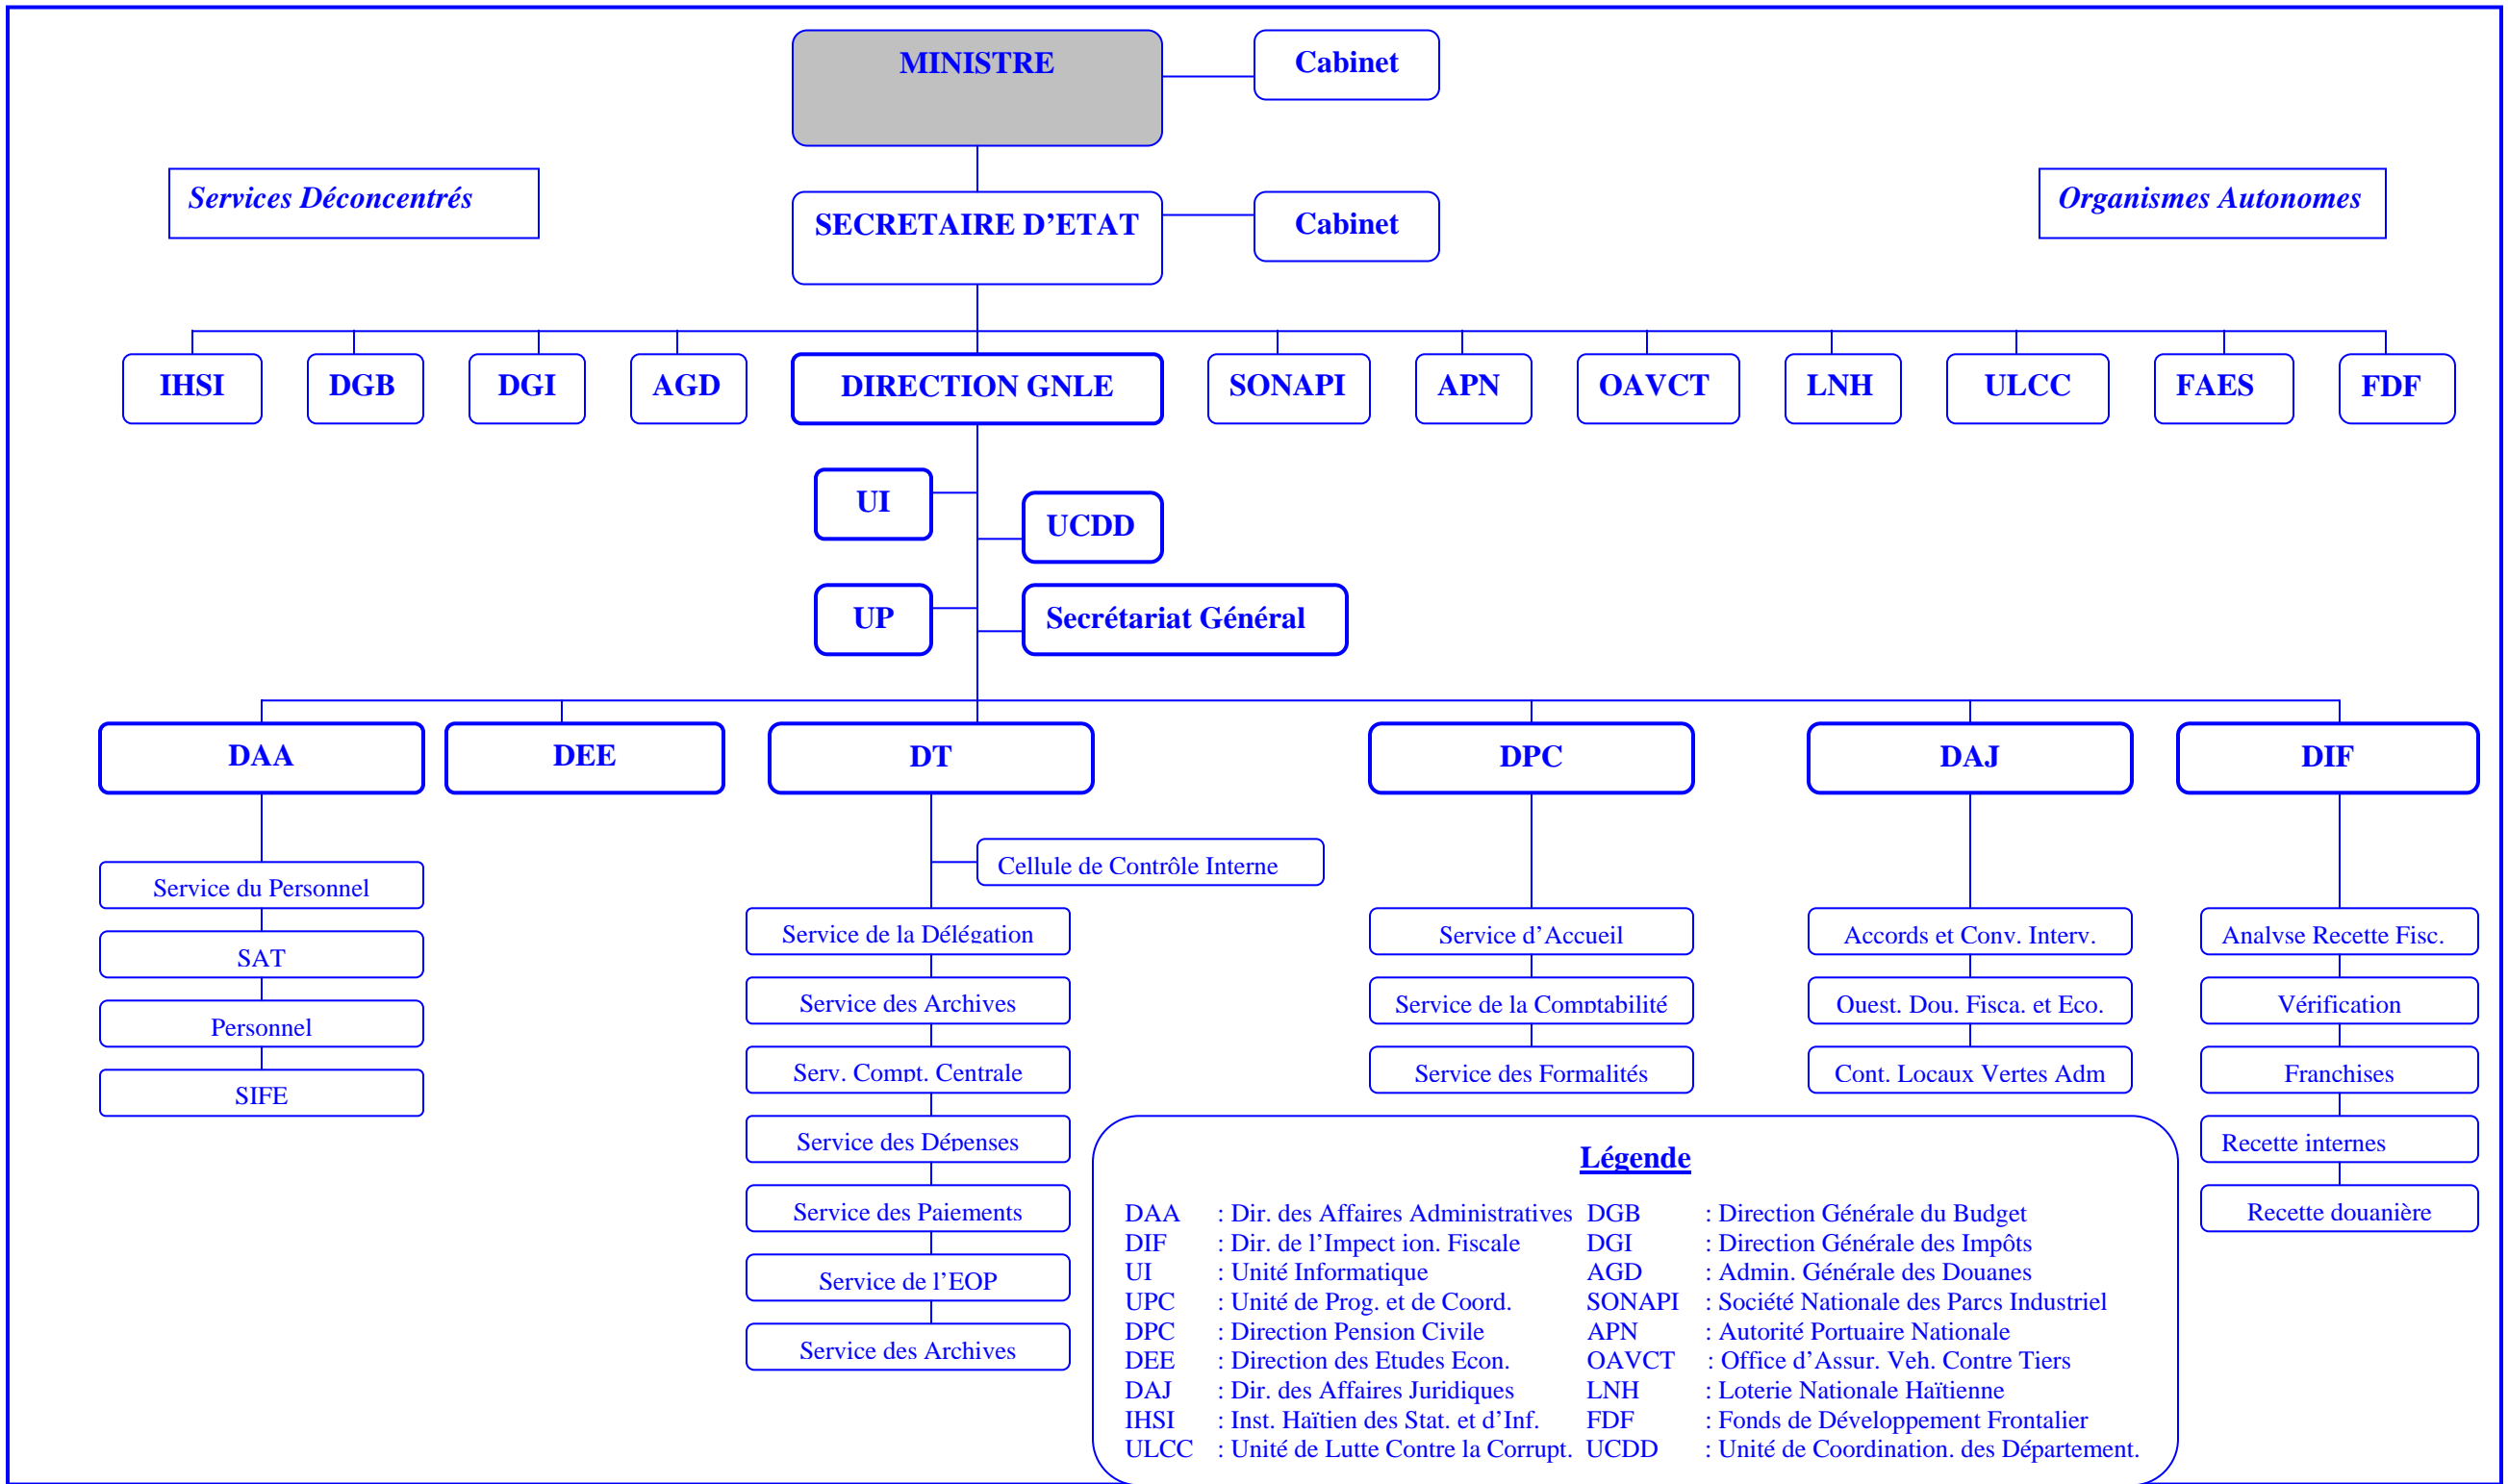 MINISTRE
Cabinet
Services Déconcentrés
Organismes Autonomes
SECRETAIRE D’ETAT
Cabinet
IHSI
DGB
DGI
AGD
DIRECTION GNLE
SONAPI
APN
OAVCT
LNH
ULCC
FAES
FDF
UI
UCDD
UP
Secrétariat Général
DAA
DEE
DT
DPC
DAJ
DIF
Cellule de Contrôle Interne
Service du Personnel
SAT
Personnel
SIFE
Service de la Délégation
Service des Archives
Serv. Compt. Centrale
Service des Dépenses
Service des Paiements
Service de l’EOP
Service des Archives
Service d’Accueil
Service de la Comptabilité
Service des Formalités
Accords et Conv. Interv.
Quest. Dou. Fisca. et Eco.
Cont. Locaux Vertes Adm
Analyse Recette Fisc.
Vérification
Franchises
Recette internes
Recette douanière
Légende
DAA : Dir. des Affaires Administratives DGB : Direction Générale du Budget
DIF : Dir. de l’Impect ion. Fiscale DGI : Direction Générale des Impôts
UI : Unité Informatique AGD : Admin. Générale des Douanes
UPC : Unité de Prog. et de Coord. SONAPI : Société Nationale des Parcs Industriel
DPC : Direction Pension Civile APN : Autorité Portuaire Nationale
DEE : Direction des Etudes Econ. OAVCT : Office d’Assur. Veh. Contre Tiers
DAJ : Dir. des Affaires Juridiques LNH : Loterie Nationale Haïtienne
IHSI : Inst. Haïtien des Stat. et d’Inf. FDF : Fonds de Développement Frontalier
ULCC : Unité de Lutte Contre la Corrupt. UCDD : Unité de Coordination. des Département.